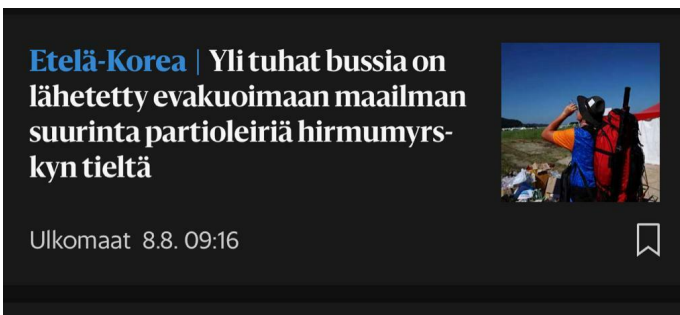 Etelä-Korea | Yli tuhat bussia on
lähetetty evakuoimaan maailman
suurinta partioleiriä hirmumyrs-
kyn tieltä
Ulkomaat 8.8. 09:16